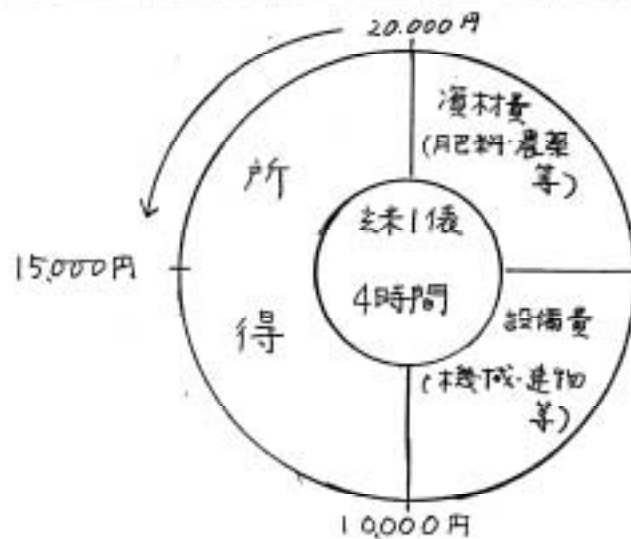 20.000円
資材費
(肥料・農薬
等)
所
得
玄米1俵
4時間
15,000円
設備費
(機械・建物
等)
10,000円